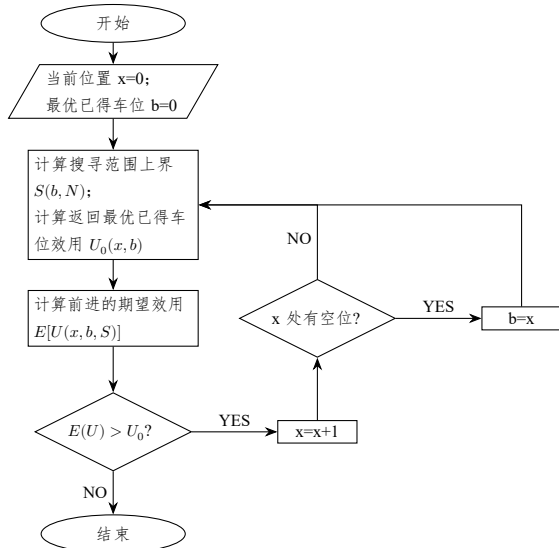 开始
当前位置 x=0；
最优已得车位 b=0
计算搜寻范围上界
S(b, N)；
计算返回最优已得车
位效用 U₀(x, b)
NO
计算前进的期望效用
E[U(x, b, S)]
x 处有空位?
YES
b=x
E(U) > U₀?
YES
x=x+1
NO
结束